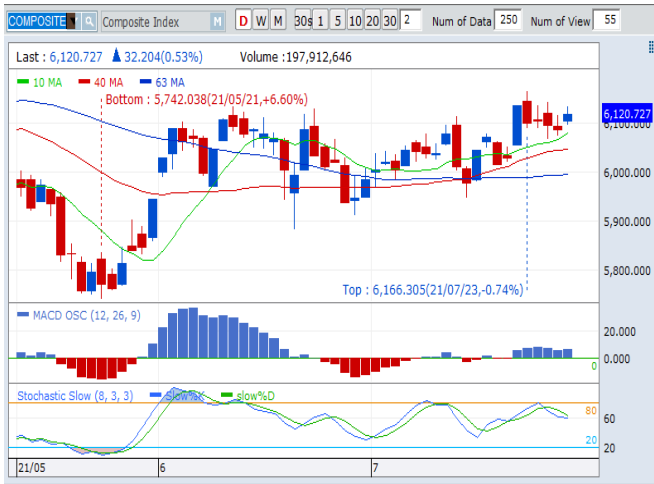 COMPOSITE Composite Index M D W M 30s 1 5 10 20 30 2 Num of Data 250 Num of View 55
Last : 6,120.727 ▲ 32.204(0.53%) Volume :197,912,646
10 MA 40 MA 63 MA
Bottom : 5,742.038(21/05/21,+6.60%)
6,120.727
6,100.000
6,000.000
5,900.000
5,800.000
Top : 6,166.305(21/07/23,-0.74%)
MACD OSC (12, 26, 9)
20.000
0.000
0
Stochastic Slow (8, 3, 3) Slow%K slow%D
80
60
20
20
21/05 6 7